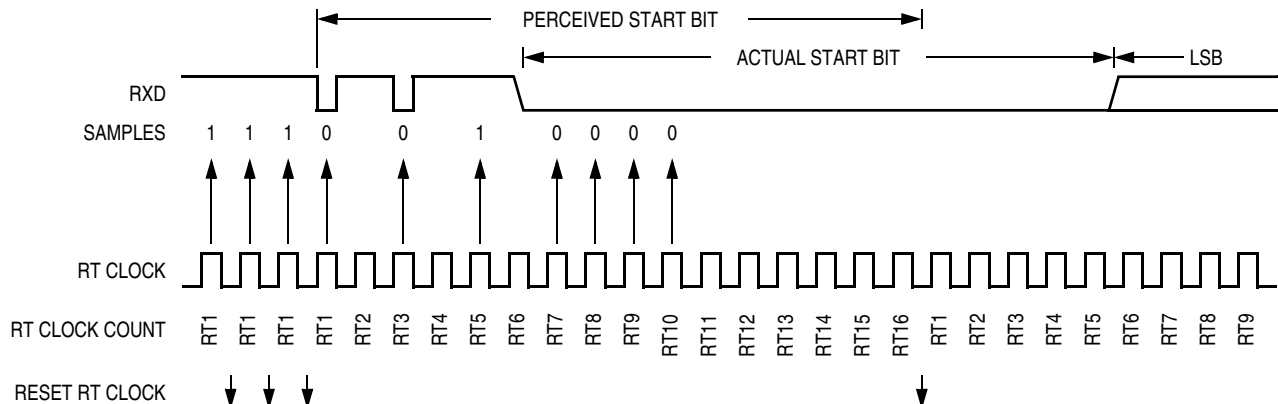 PERCEIVED START BIT
ACTUAL START BIT LSB
RXD
SAMPLES 1 1 1 0 0 1 0 0 0 0
RT CLOCK
RT CLOCK COUNT RT1 RT1 RT1 RT1 RT2 RT3 RT4 RT5 RT6 RT7 RT8 RT9 RT10 RT11 RT12 RT13 RT14 RT15 RT16 RT1 RT2 RT3 RT4 RT5 RT6 RT7 RT8 RT9
RESET RT CLOCK